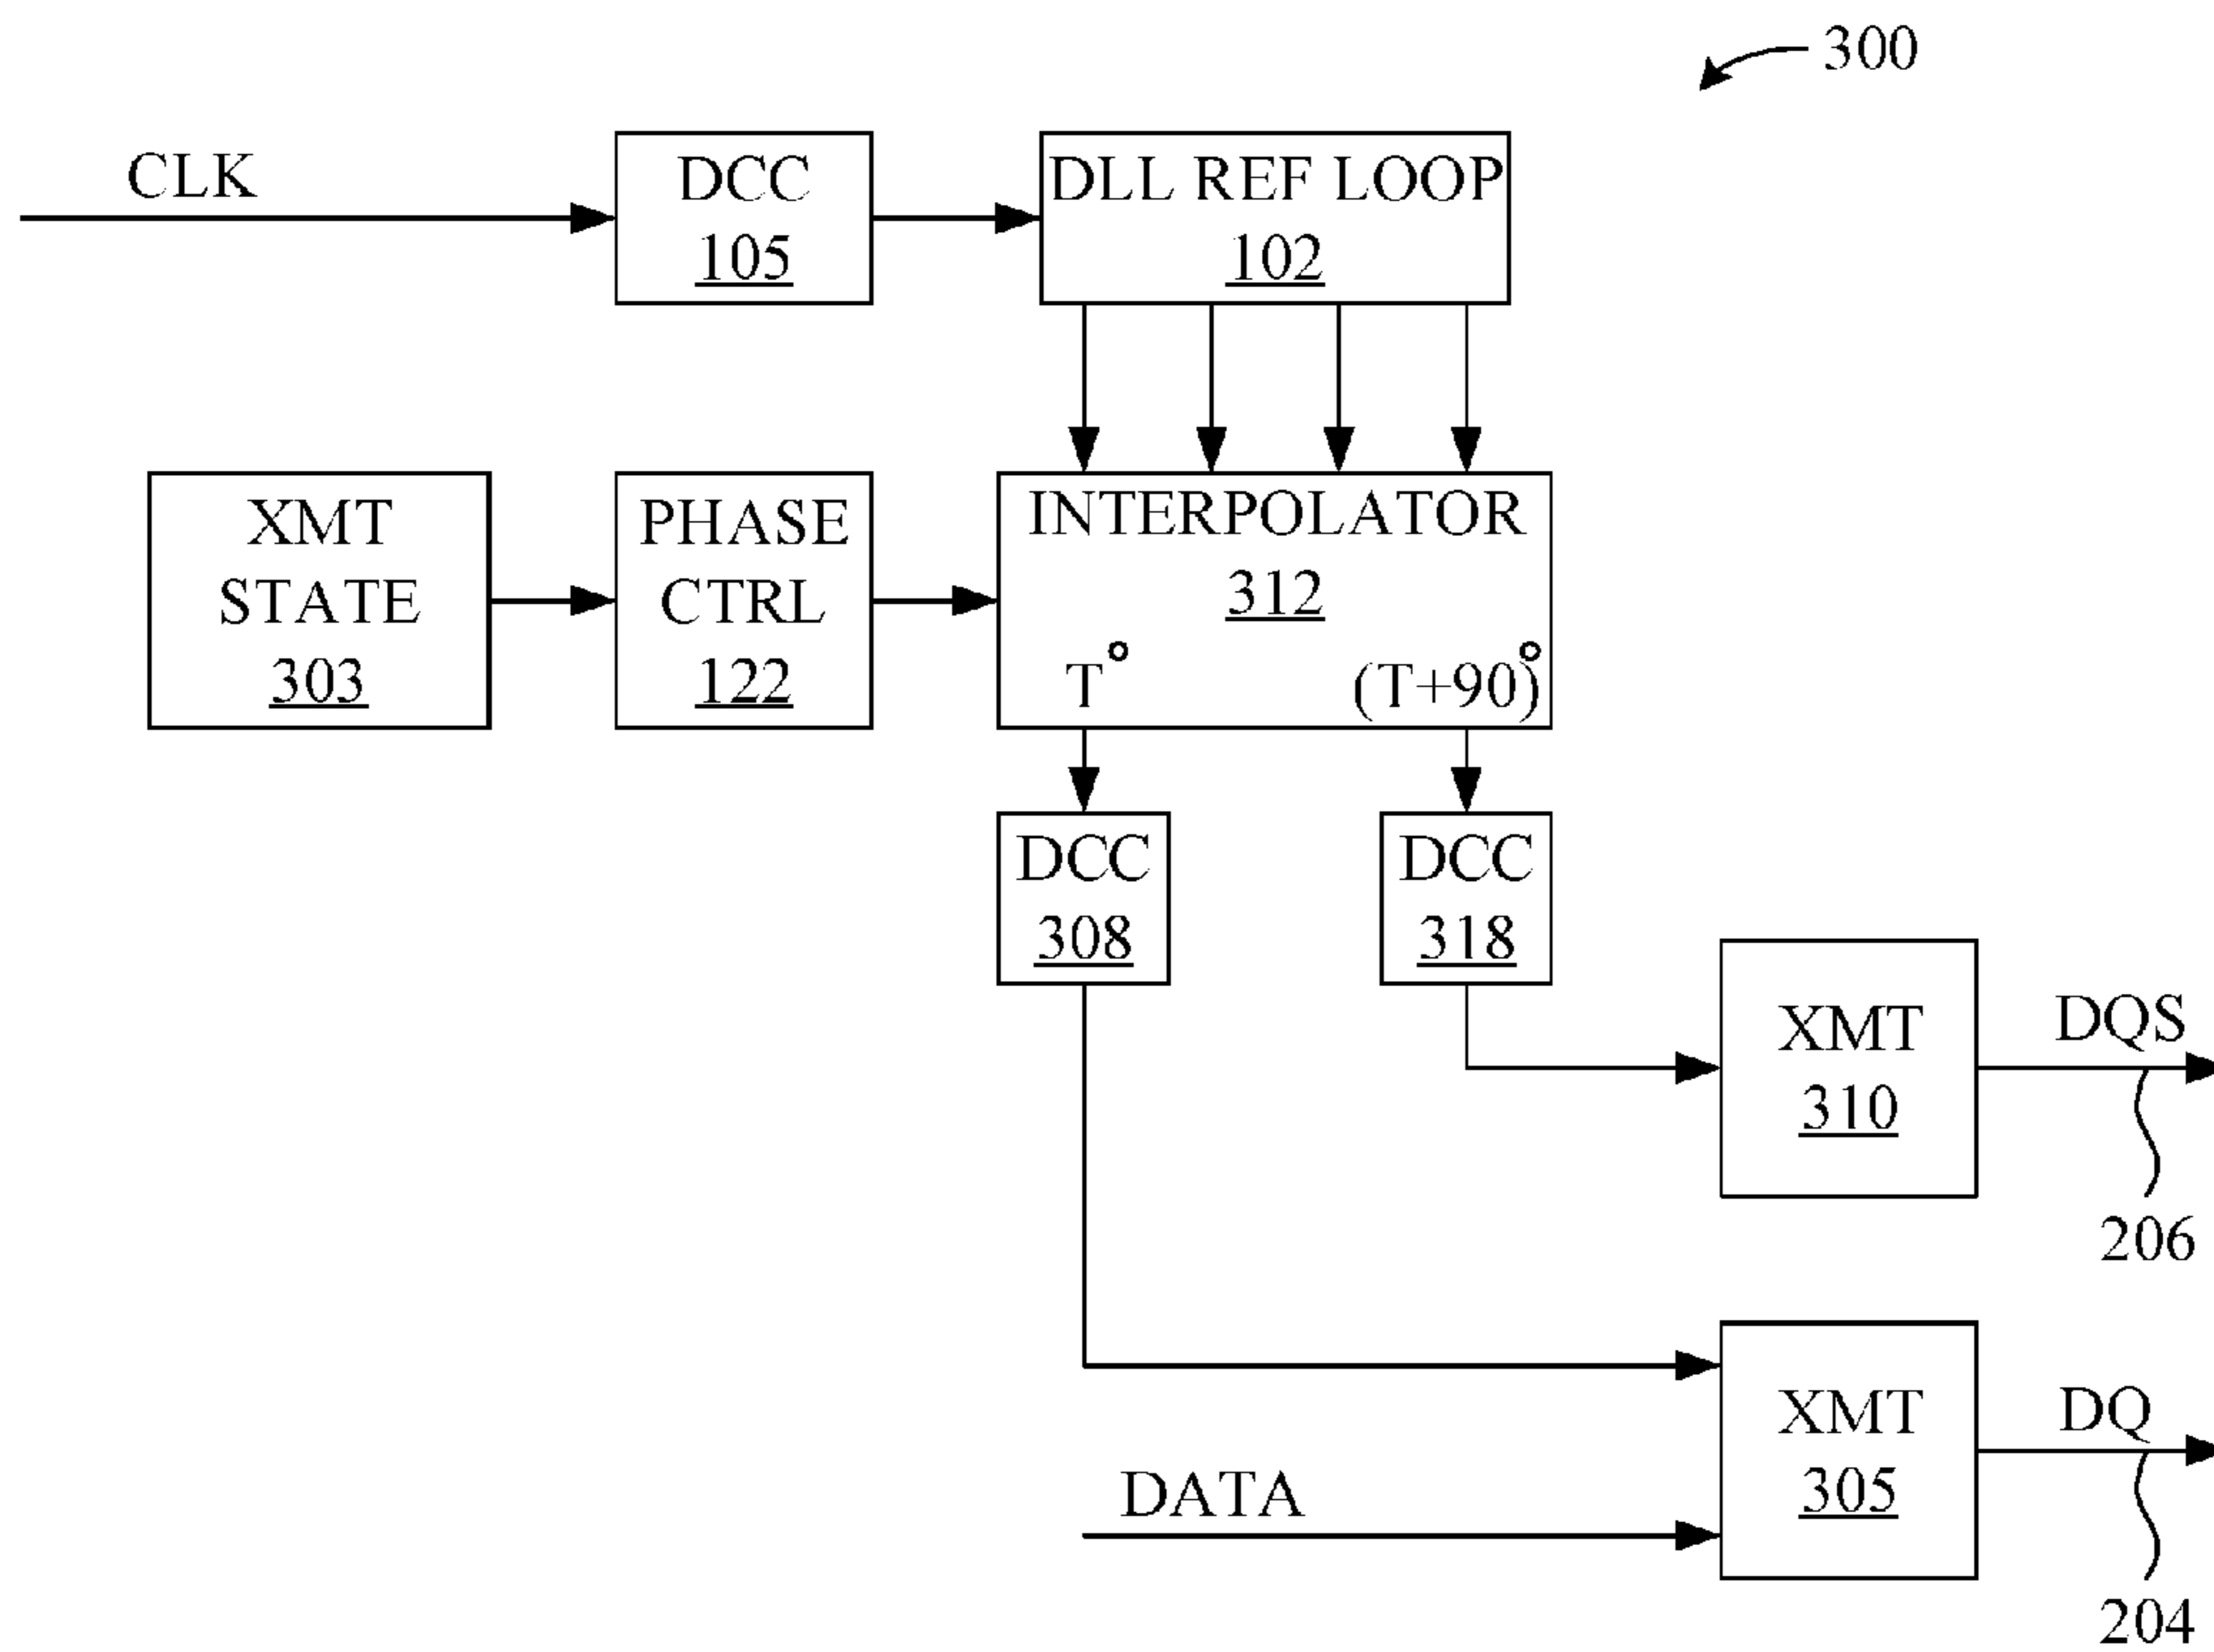 300
CLK
DCC
105
DLL REF LOOP
102
XMT
STATE
303
PHASE
CTRL
122
INTERPOLATOR
312
T° (T+90)°
DCC
308
DCC
318
XMT
310
DQS
206
XMT
305
DQ
204
DATA